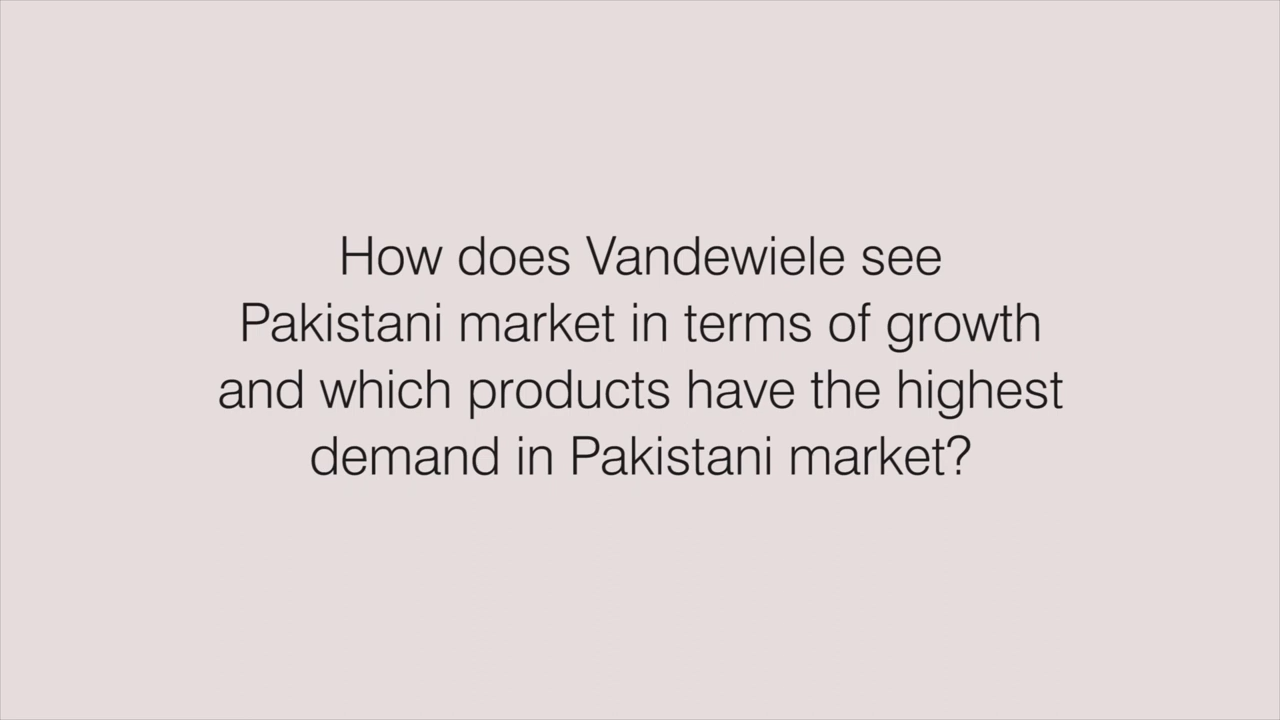 How does Vandewiele see
Pakistani market in terms of growth
and which products have the highest
demand in Pakistani market?